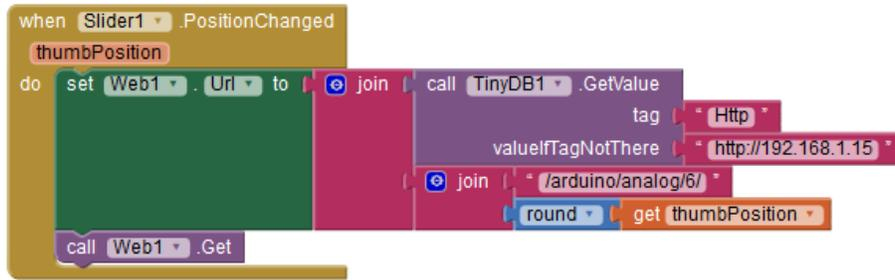 when Slider1 .PositionChanged
thumbPosition
do set Web1 . Url to join call TinyDB1 .GetValue
tag " Http "
valueIfTagNotThere " http://192.168.1.15 "
join " /arduino/analog/6/ "
round get thumbPosition
call Web1 .Get